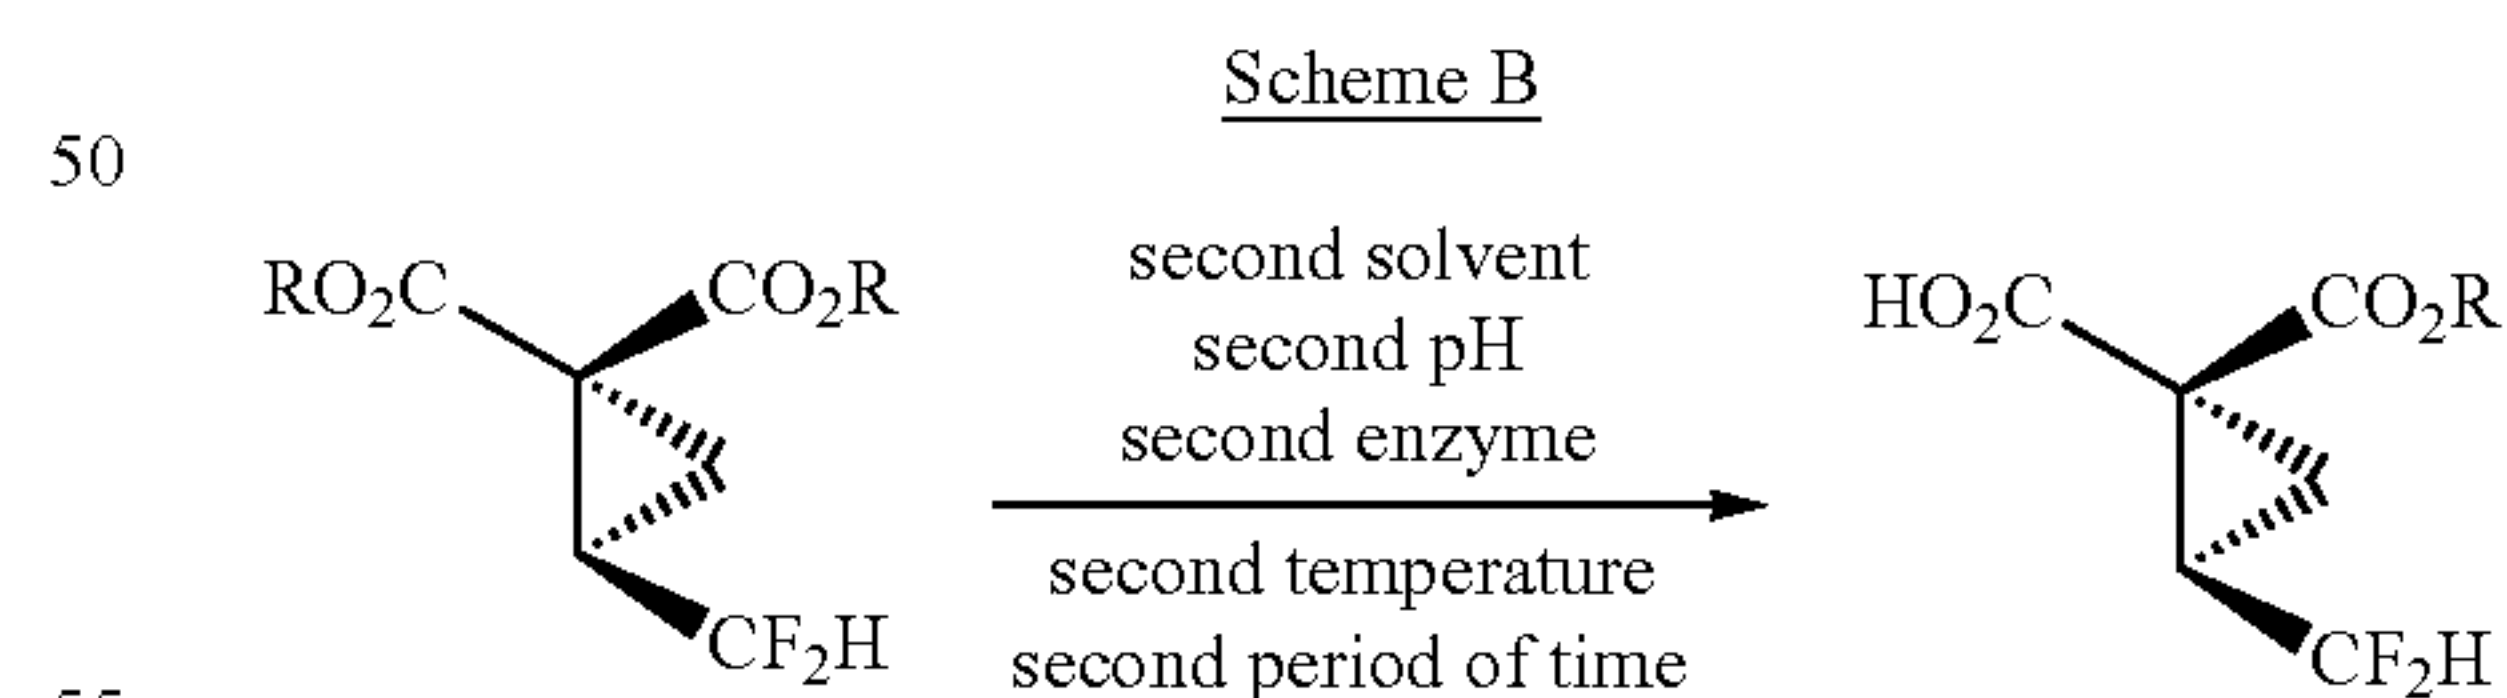 Scheme B
50
second solvent
RO₂C CO₂R HO₂C CO₂R
second pH
second enzyme
second temperature
CF₂H CF₂H
second period of time